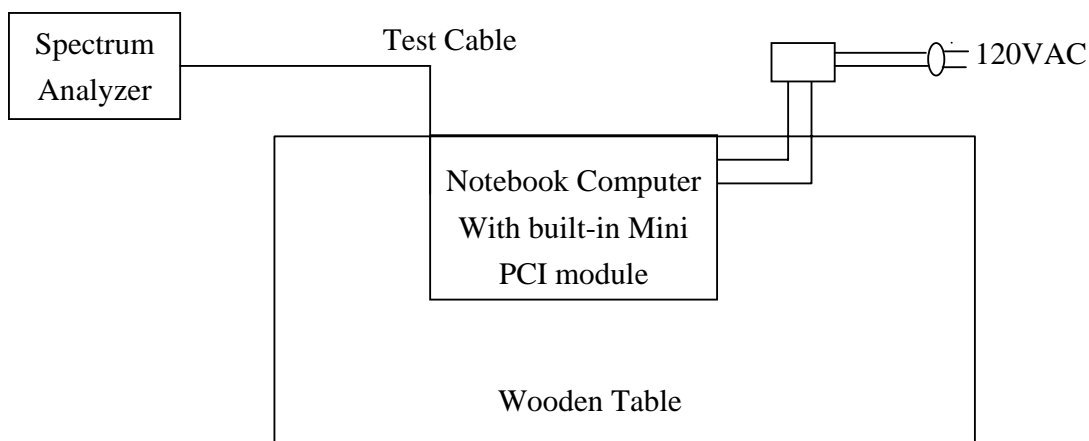 Spectrum
Analyzer
Test Cable
120VAC
Notebook Computer
With built-in Mini
PCI module
Wooden Table